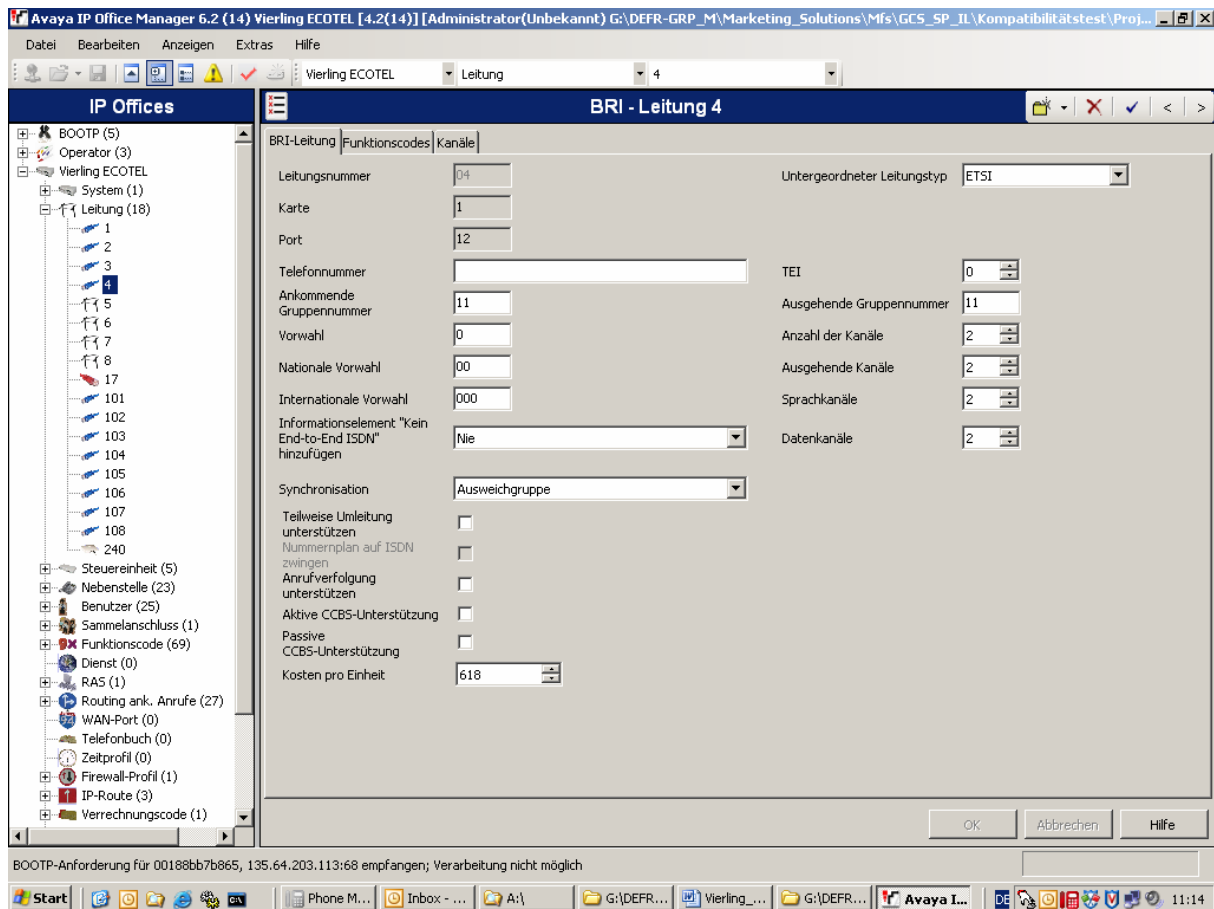 Avaya IP Office Manager 6.2 (14) Vierling ECOTEL [4.2(14)] [Administrator(Unbekannt) G:\DEFR-GRP_M\Marketing_Solutions\Mfs\GCS_SP_IL\Kompatibilitätstest\Proj...
Datei Bearbeiten Anzeigen Extras Hilfe
Vierling ECOTEL Leitung 4
IP Offices
BOOTP (5)
Operator (3)
Vierling ECOTEL
System (1)
Leitung (18)
1
2
3
4
5
6
7
8
17
101
102
103
104
105
106
107
108
240
Steuereinheit (5)
Nebenstelle (23)
Benutzer (25)
Sammelanschluss (1)
Funktionscode (69)
Dienst (0)
RAS (1)
Routing ank. Anrufe (27)
WAN-Port (0)
Telefonbuch (0)
Zeitprofil (0)
Firewall-Profil (1)
IP-Route (3)
Verrechnungscode (1)
BRI - Leitung 4
BRI-Leitung Funktionscodes Kanäle
Leitungsnummer 04 Untergeordneter Leitungstyp ETSI
Karte 1
Port 12
Telefonnummer TEI 0
Ankommende
Gruppennummer 11 Ausgehende Gruppennummer 11
Vorwahl 0 Anzahl der Kanäle 2
Nationale Vorwahl 00 Ausgehende Kanäle 2
Internationale Vorwahl 000 Sprachkanäle 2
Informationselement "Kein
End-to-End ISDN" Nie Datenkanäle 2
hinzufügen
Synchronisation Ausweichgruppe
Teilweise Umleitung
unterstützen
Nummernplan auf ISDN
zwingen
Anrufverfolgung
unterstützen
Aktive CCBS-Unterstützung
Passive
CCBS-Unterstützung
Kosten pro Einheit 618
OK Abbrechen Hilfe
BOOTP-Anforderung für 00188bb7b865, 135.64.203.113:68 empfangen; Verarbeitung nicht möglich
Start Phone M... Inbox - ... A:\ G:\DEFR... Vierling_... G:\DEFR... Avaya I... DE 11:14